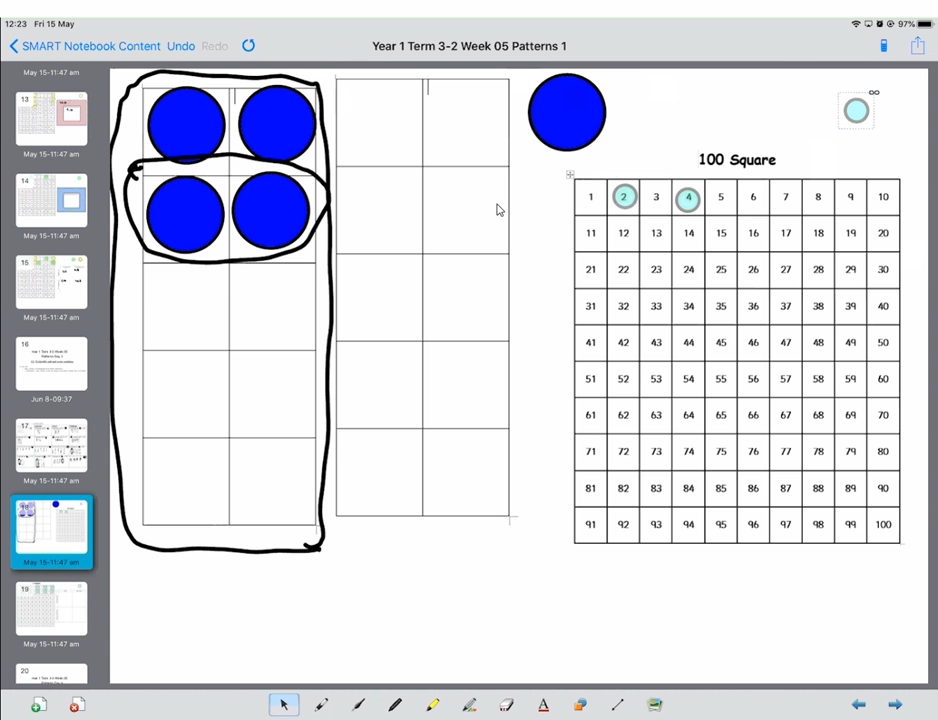 12:23 Fri 15 May
97%
SMART Notebook Content Undo Redo
Year 1 Term 3-2 Week 05 Patterns 1
May 15-11:47 am
13
May 15-11:47 am
14
May 15-11:47 am
15
May 15-11:47 am
16
Jun 8-09:37
17
May 15-11:47 am
May 15-11:47 am
19
May 15-11:47 am
20
100 Square
1 2 3 4 5 6 7 8 9 10
11 12 13 14 15 16 17 18 19 20
21 22 23 24 25 26 27 28 29 30
31 32 33 34 35 36 37 38 39 40
41 42 43 44 45 46 47 48 49 50
51 52 53 54 55 56 57 58 59 60
61 62 63 64 65 66 67 68 69 70
71 72 73 74 75 76 77 78 79 80
81 82 83 84 85 86 87 88 89 90
91 92 93 94 95 96 97 98 99 100